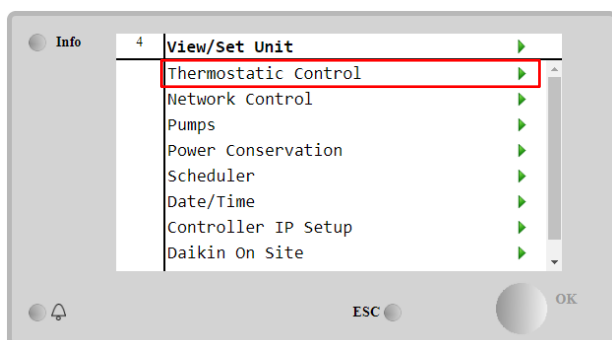 Info
4 View/Set Unit
Thermostatic Control
Network Control
Pumps
Power Conservation
Scheduler
Date/Time
Controller IP Setup
Daikin On Site
ESC OK